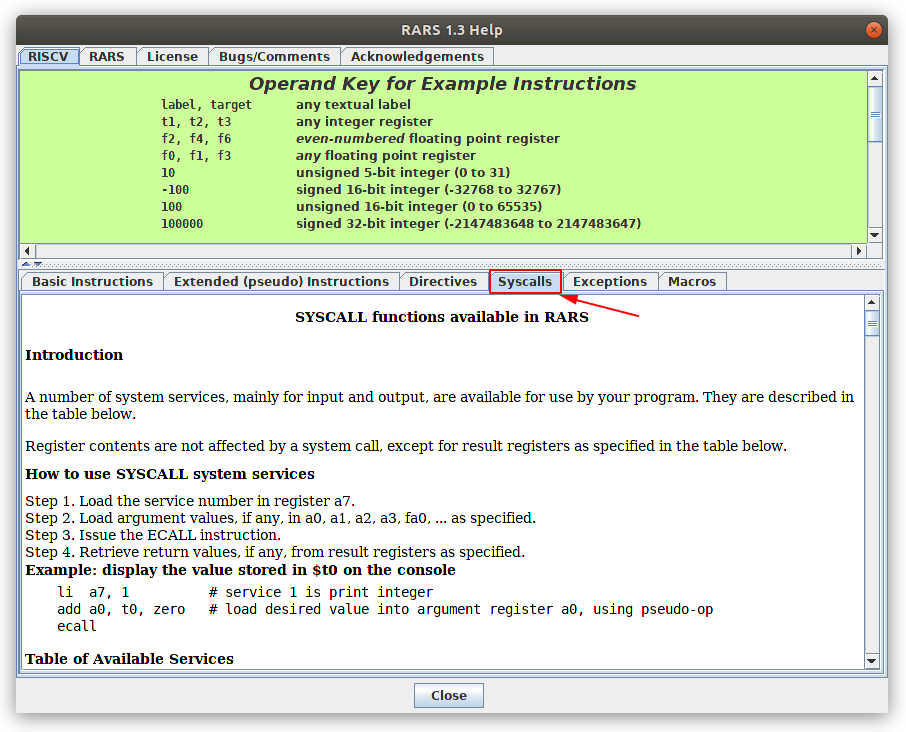 RARS 1.3 Help
RISCV RARS License Bugs/Comments Acknowledgements
Operand Key for Example Instructions
label, target any textual label
t1, t2, t3 any integer register
f2, f4, f6 even-numbered floating point register
f0, f1, f3 any floating point register
10 unsigned 5-bit integer (0 to 31)
-100 signed 16-bit integer (-32768 to 32767)
100 unsigned 16-bit integer (0 to 65535)
100000 signed 32-bit integer (-2147483648 to 2147483647)
Basic Instructions Extended (pseudo) Instructions Directives Syscalls Exceptions Macros
SYSCALL functions available in RARS
Introduction
A number of system services, mainly for input and output, are available for use by your program. They are described in
the table below.
Register contents are not affected by a system call, except for result registers as specified in the table below.
How to use SYSCALL system services
Step 1. Load the service number in register a7.
Step 2. Load argument values, if any, in a0, a1, a2, a3, fa0, ... as specified.
Step 3. Issue the ECALL instruction.
Step 4. Retrieve return values, if any, from result registers as specified.
Example: display the value stored in $t0 on the console
li a7, 1 # service 1 is print integer
add a0, t0, zero # load desired value into argument register a0, using pseudo-op
ecall
Table of Available Services
Close